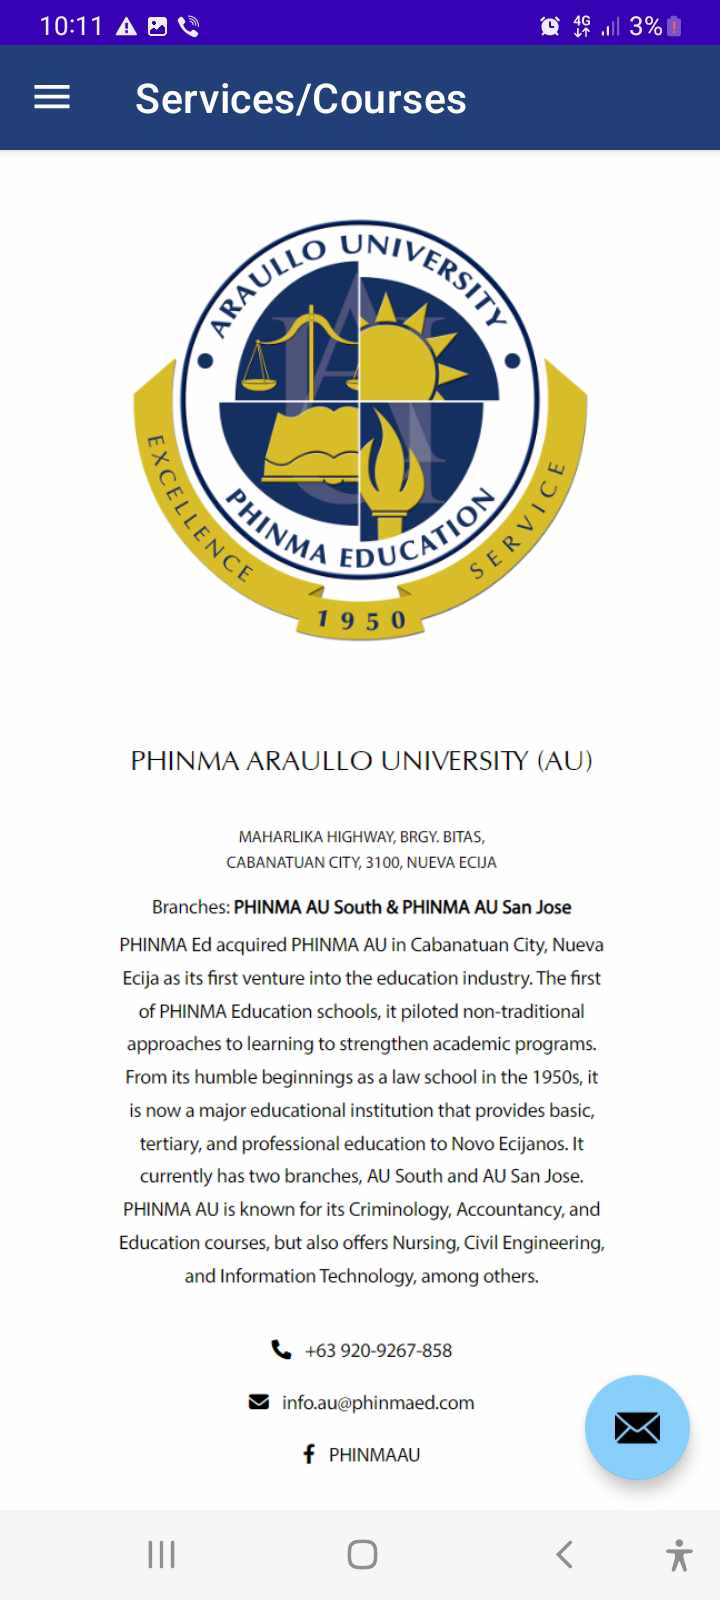 10:11
4G
3%
Services/Courses
ARAULLO UNIVERSITY
PHINMA EDUCATION
EXCELLENCE
1950
SERVICE
PHINMA ARAULLO UNIVERSITY (AU)
MAHARLIKA HIGHWAY, BRGY. BITAS,
CABANATUAN CITY, 3100, NUEVA ECIJA
Branches: PHINMA AU South & PHINMA AU San Jose
PHINMA Ed acquired PHINMA AU in Cabanatuan City, Nueva
Ecija as its first venture into the education industry. The first
of PHINMA Education schools, it piloted non-traditional
approaches to learning to strengthen academic programs.
From its humble beginnings as a law school in the 1950s, it
is now a major educational institution that provides basic,
tertiary, and professional education to Novo Ecijanos. It
currently has two branches, AU South and AU San Jose.
PHINMA AU is known for its Criminology, Accountancy, and
Education courses, but also offers Nursing, Civil Engineering,
and Information Technology, among others.
+63 920-9267-858
info.au@phinmaed.com
PHINMAAU